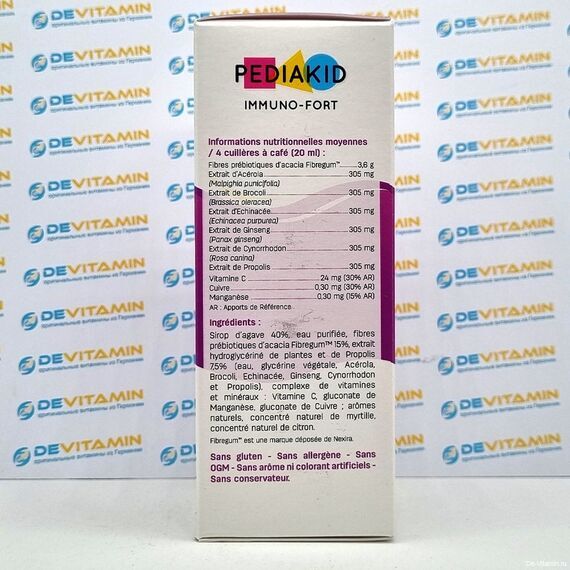 PEDIAKID
IMMUNO-FORT
Informations nutritionnelles moyennes
/ 4 cuillères à café (20 ml) :
Fibres prébiotiques d'acacia Fibregum™ 3,6 g
Extrait d'Acérola 305 mg
(Malpighia punicifolia)
Extrait de Brocoli 305 mg
(Brassica oleracea)
Extrait d'Echinacée 305 mg
(Echinacea purpurea)
Extrait de Ginseng 305 mg
(Panax ginseng)
Extrait de Cynorrhodon 305 mg
(Rosa canina)
Extrait de Propolis 305 mg
Vitamine C 24 mg (30% AR)
Cuivre 0,30 mg (30% AR)
Manganèse 0,30 mg (15% AR)
AR : Apports de Référence.
Ingrédients :
Sirop d'agave 40%, eau purifiée, fibres
prébiotiques d'acacia Fibregum™ 15%, extrait
hydroglycériné de plantes et de Propolis
7,5% (eau, glycérine végétale, Acérola,
Brocoli, Echinacée, Ginseng, Cynorrhodon
et Propolis), complexe de vitamines
et minéraux : Vitamine C, gluconate de
Manganèse, gluconate de Cuivre ; arômes
naturels, concentré naturel de myrtille,
concentré naturel de citron.
Fibregum™ est une marque déposée de Nexira.
Sans gluten - Sans allergène - Sans
OGM - Sans arôme ni colorant artificiels -
Sans conservateur.
DEVITAMIN
оригинальные витамины из Германии
De-Vitamin.ru